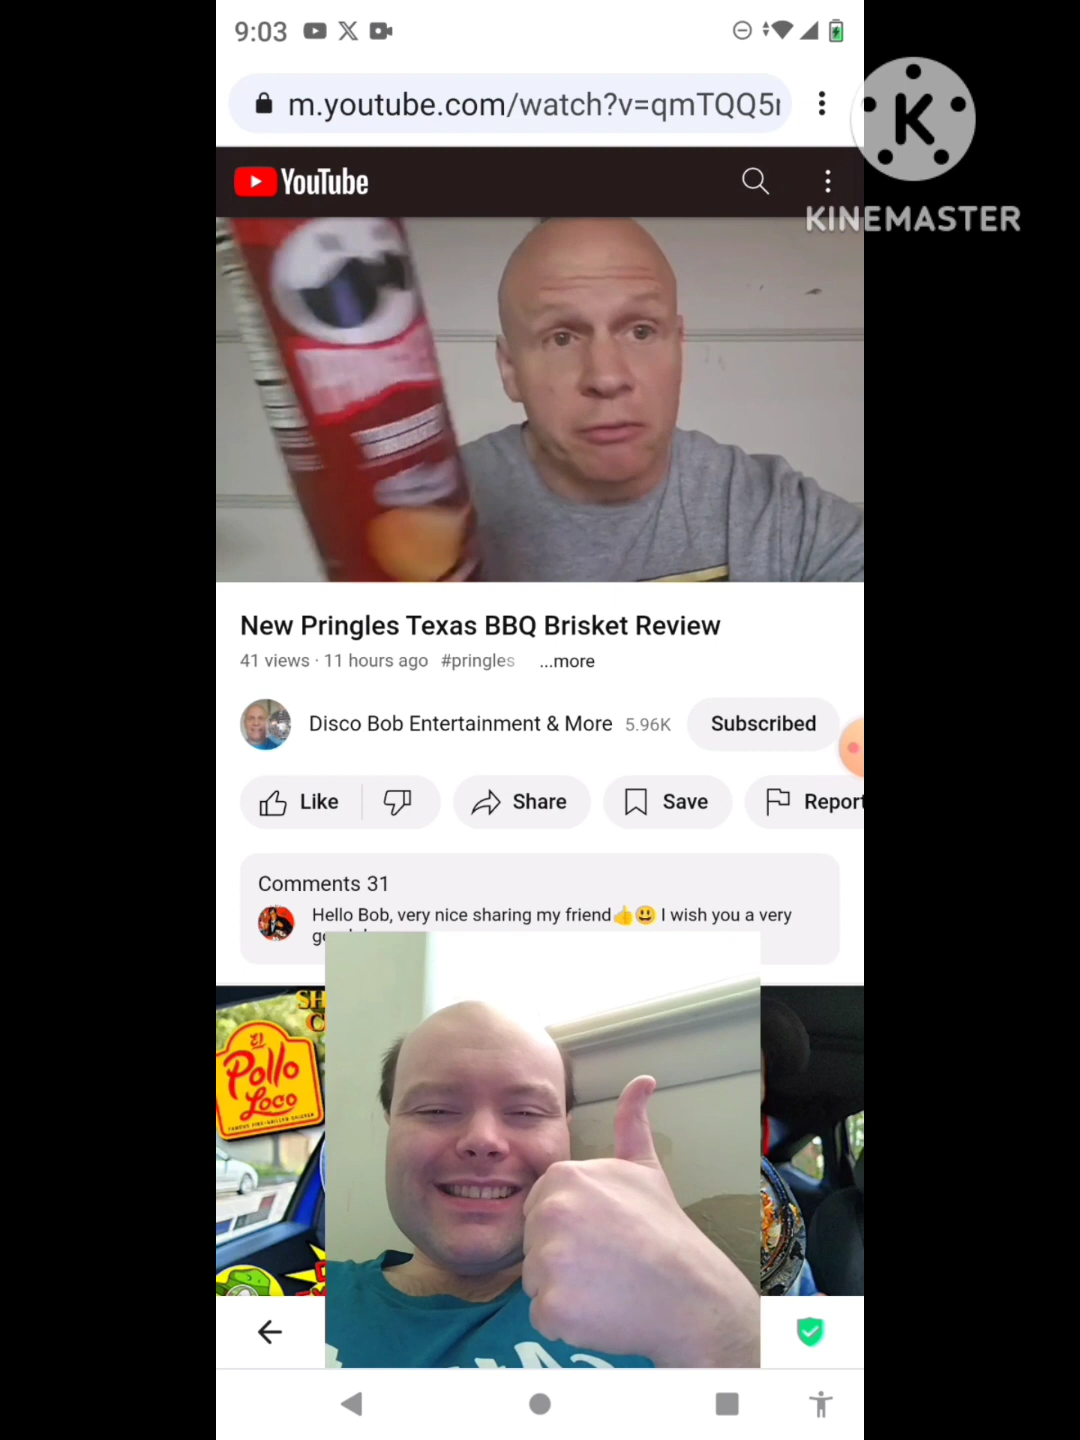 9:03
m.youtube.com/watch?v=qmTQQ5
K
KINEMASTER
YouTube
New Pringles Texas BBQ Brisket Review
41 views · 11 hours ago #pringles ...more
Disco Bob Entertainment & More 5.96K Subscribed
Like Share Save Report
Comments 31
Hello Bob, very nice sharing my friend👍😃 I wish you a very
El
Pollo
Loco